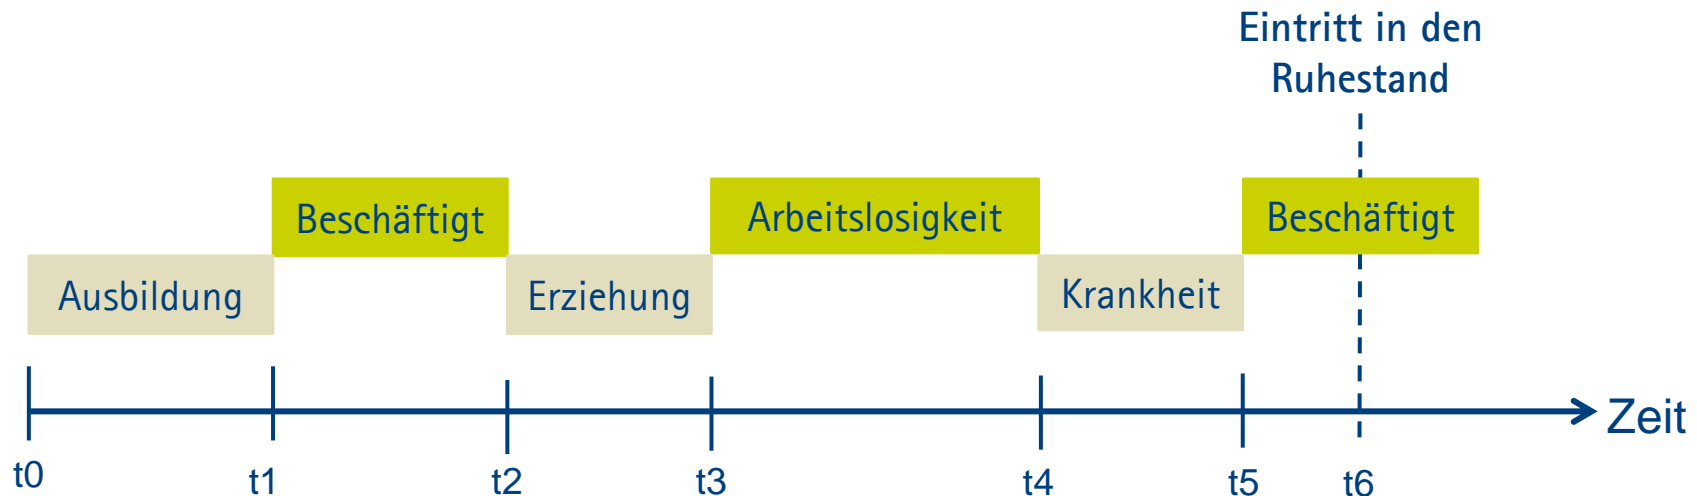 Eintritt in den
Ruhestand
Beschäftigt
Arbeitslosigkeit
Beschäftigt
Ausbildung
Erziehung
Krankheit
Zeit
t0
t1
t2
t3
t4
t5
t6